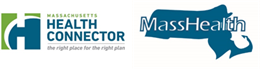 MASSACHUSETTS
HEALTH
CONNECTOR
the right place for the right plan
MassHealth